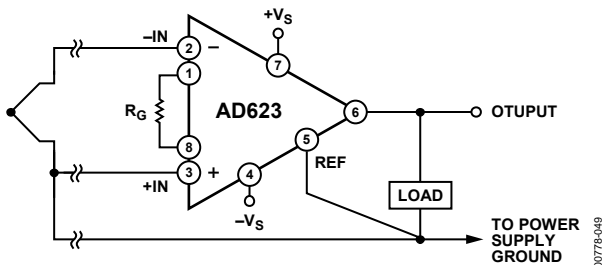 +VS
–IN
2
–
7
1
RG
AD623
6
OTUPUT
5
8
REF
3
+
4
+IN
LOAD
–VS
TO POWER
SUPPLY
GROUND
00778-049